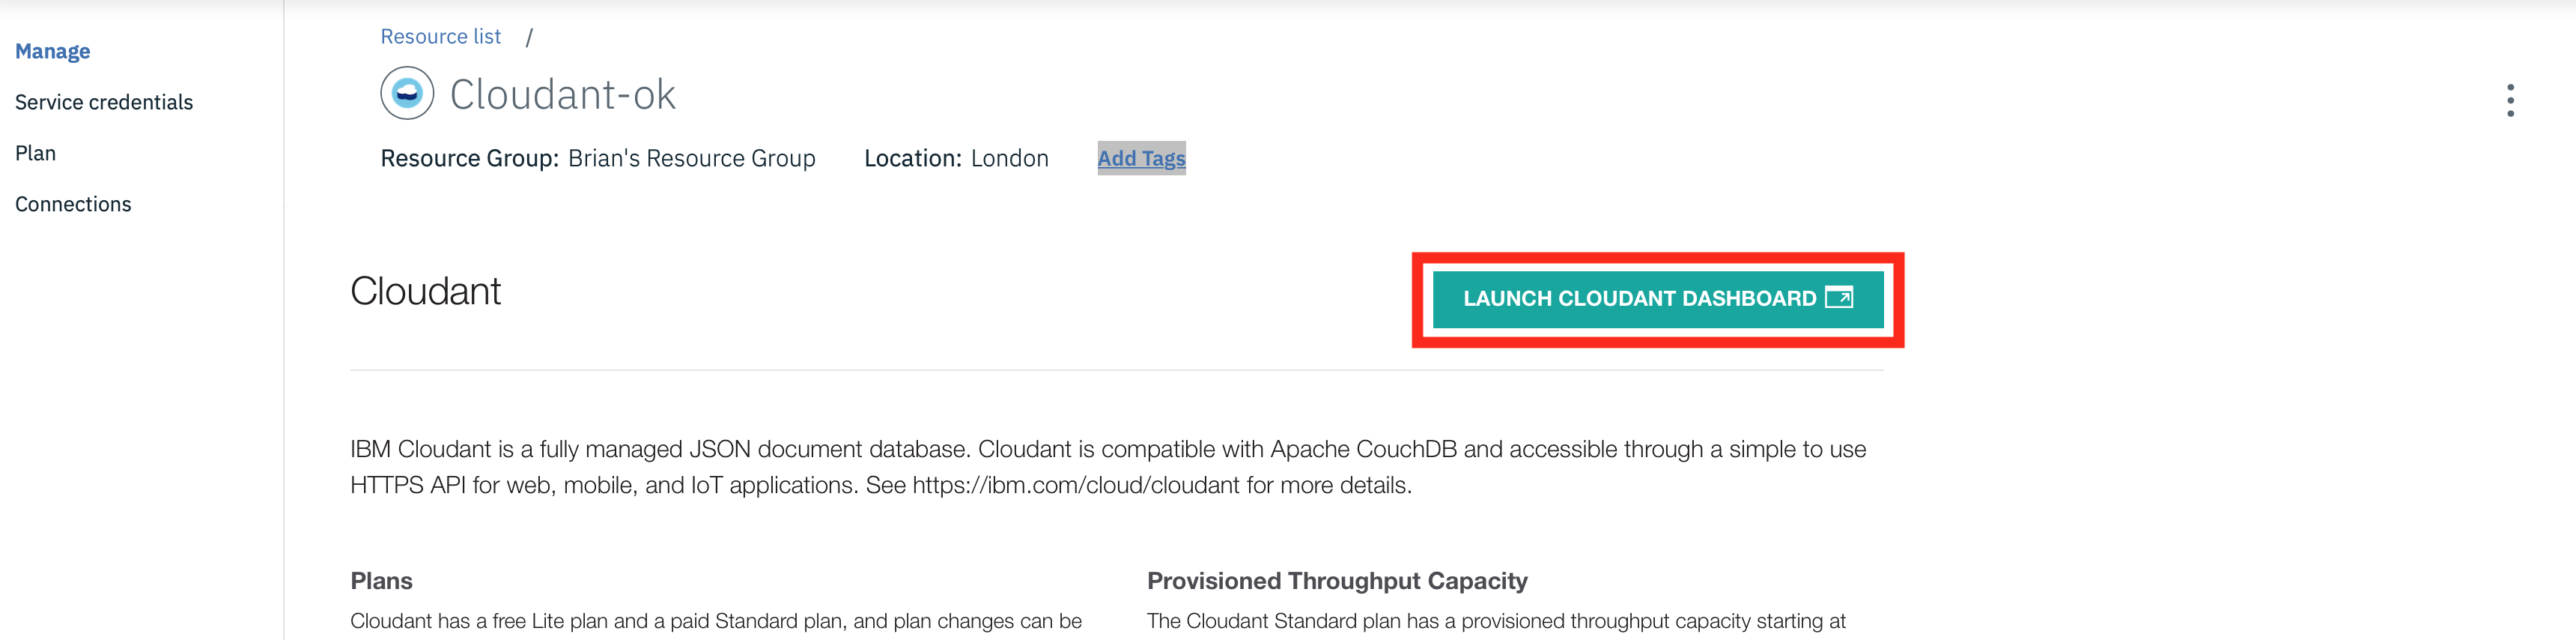 Manage
Service credentials
Plan
Connections
Resource list /
Cloudant-ok
Resource Group: Brian's Resource Group Location: London Add Tags
Cloudant
LAUNCH CLOUDANT DASHBOARD
IBM Cloudant is a fully managed JSON document database. Cloudant is compatible with Apache CouchDB and accessible through a simple to use
HTTPS API for web, mobile, and IoT applications. See https://ibm.com/cloud/cloudant for more details.
Plans
Cloudant has a free Lite plan and a paid Standard plan, and plan changes can be
Provisioned Throughput Capacity
The Cloudant Standard plan has a provisioned throughput capacity starting at